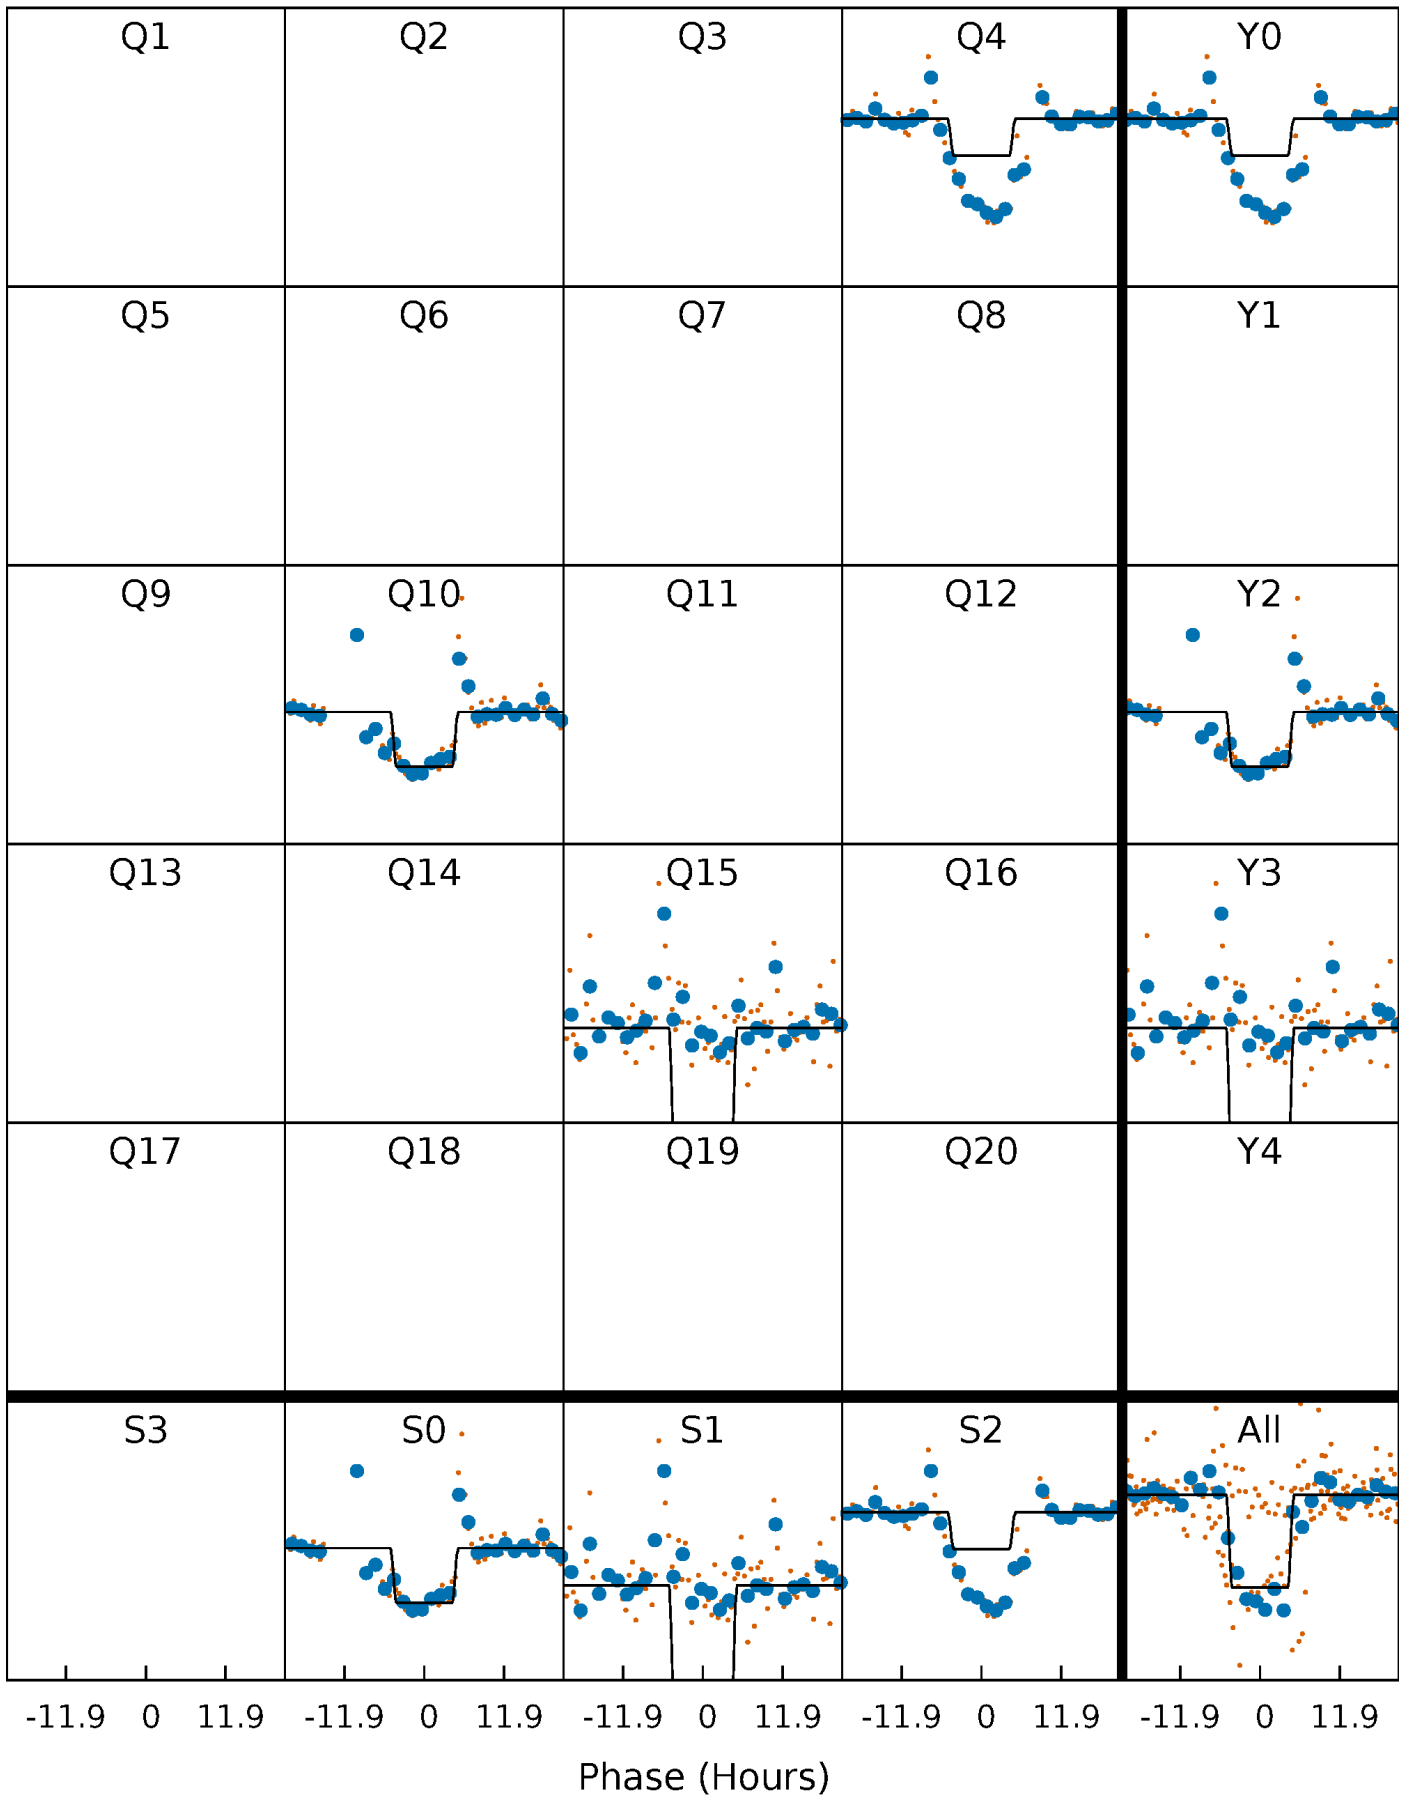 Q1 Q2 Q3 Q4 Y0
Q5 Q6 Q7 Q8 Y1
Q9 Q10 Q11 Q12 Y2
Q13 Q14 Q15 Q16 Y3
Q17 Q18 Q19 Q20 Y4
S3 S0 S1 S2 All
-11.9 0 11.9 -11.9 0 11.9 -11.9 0 11.9 -11.9 0 11.9 -11.9 0 11.9
Phase (Hours)